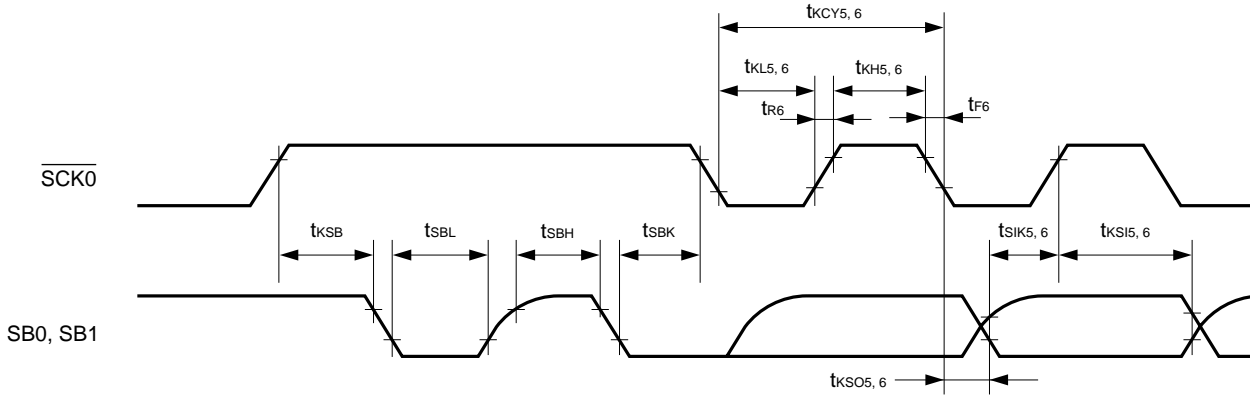 tKCY5, 6
tKL5, 6
tKH5, 6
tR6
tF6
SCK0
tKSB
tSBL
tSBH
tSBK
tSIK5, 6
tKSI5, 6
SB0, SB1
tKSO5, 6